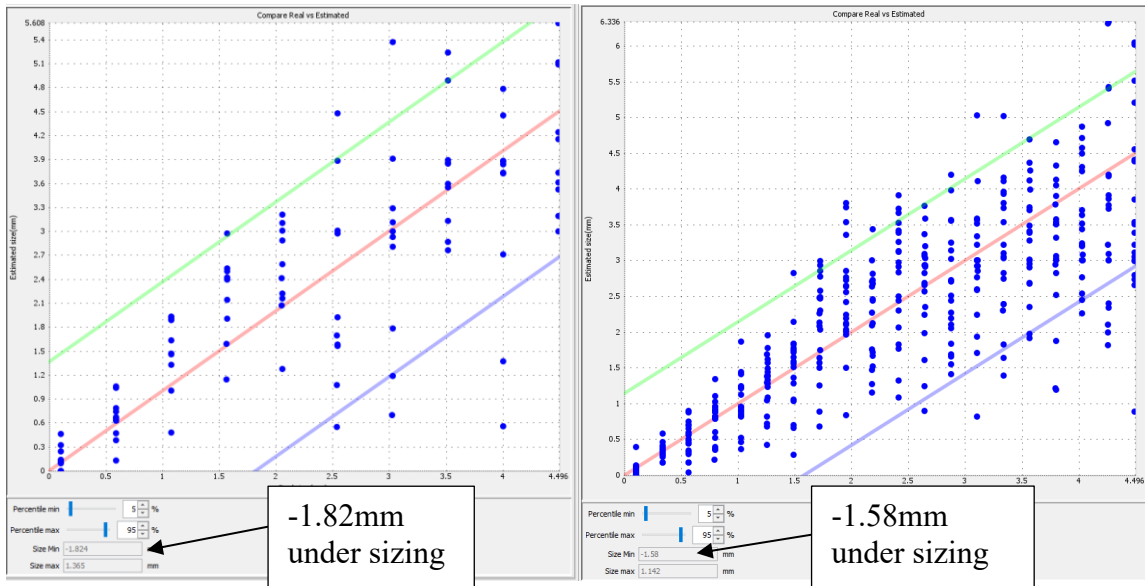 Compare Real vs Estimated
5.608
5.4
5.1
4.8
4.5
4.2
3.9
3.6
3.3
3
2.7
2.4
2.1
1.8
1.5
1.2
0.9
0.6
0.3
0
Estimated size(mm)
0 0.5 1 1.5 2 2.5 3 3.5 4 4.496
Percentile min 5 %
Percentile max 95 %
Size Min -1.824
Size max 1.365 mm
-1.82mm
under sizing
Compare Real vs Estimated
6.336
6
5.5
5
4.5
4
3.5
3
2.5
2
1.5
1
0.5
0
Estimated size(mm)
0 0.5 1 1.5 2 2.5 3 3.5 4 4.496
Percentile min 5 %
Percentile max 95 %
Size Min -1.58
Size max 1.142 mm
-1.58mm
under sizing